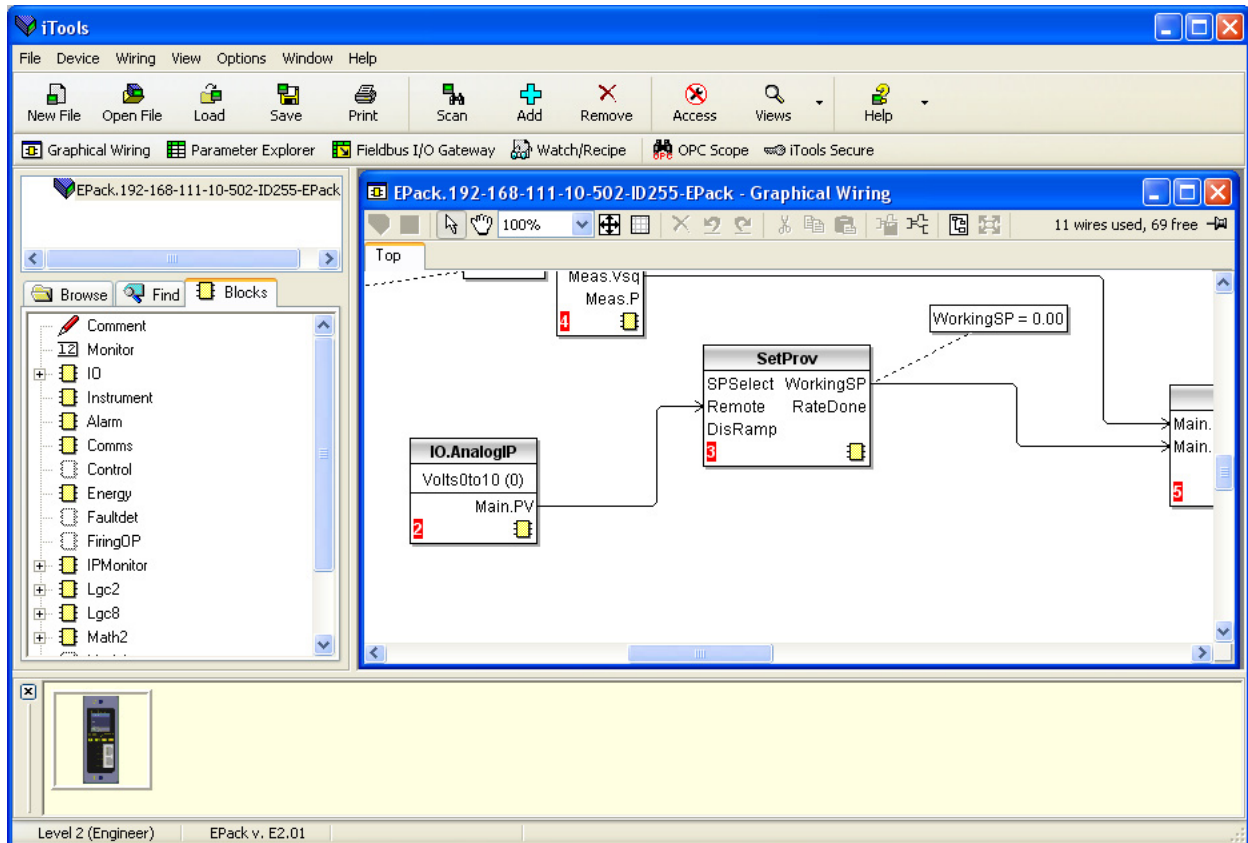 iTools
File Device Wiring View Options Window Help
New File Open File Load Save Print Scan Add Remove Access Views Help
Graphical Wiring Parameter Explorer Fieldbus I/O Gateway Watch/Recipe OPC Scope iTools Secure
EPack.192-168-111-10-502-ID255-EPack
Browse Find Blocks
Comment
12 Monitor
IO
Instrument
Alarm
Comms
Control
Energy
Faultdet
FiringOP
IPMonitor
Lgc2
Lgc8
Math2
EPack.192-168-111-10-502-ID255-EPack - Graphical Wiring
100% 11 wires used, 69 free
Top
Meas.Vsq
Meas.P
4
WorkingSP = 0.00
SetProv
SPSelect WorkingSP
Remote RateDone
DisRamp
3
IO.AnalogIP
Volts0to10 (0)
Main.PV
2
Main.
Main.
5
Level 2 (Engineer) EPack v. E2.01